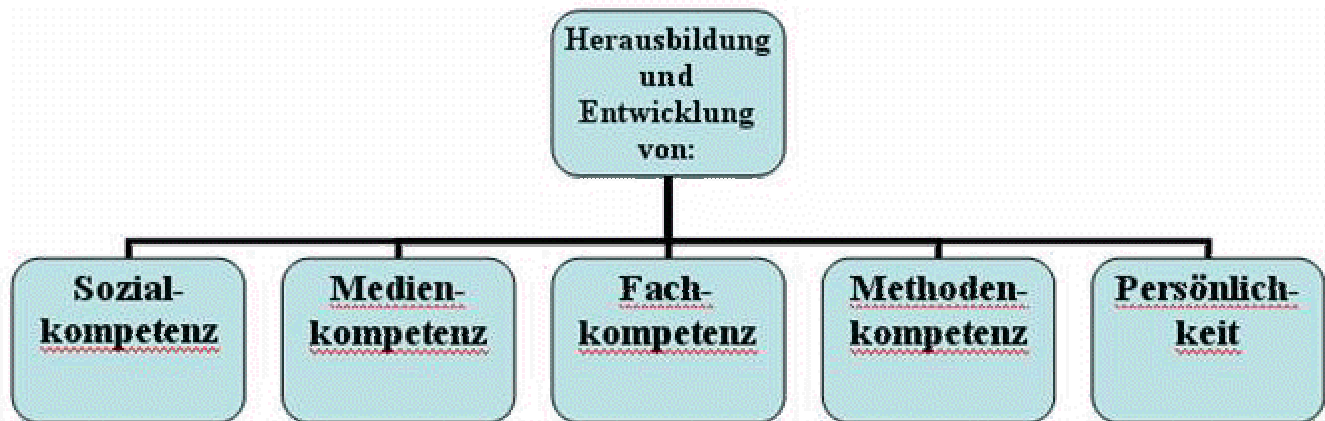 Herausbildung
und
Entwicklung
von:
Sozial-
kompetenz
Medien-
kompetenz
Fach-
kompetenz
Methoden-
kompetenz
Persönlich-
keit